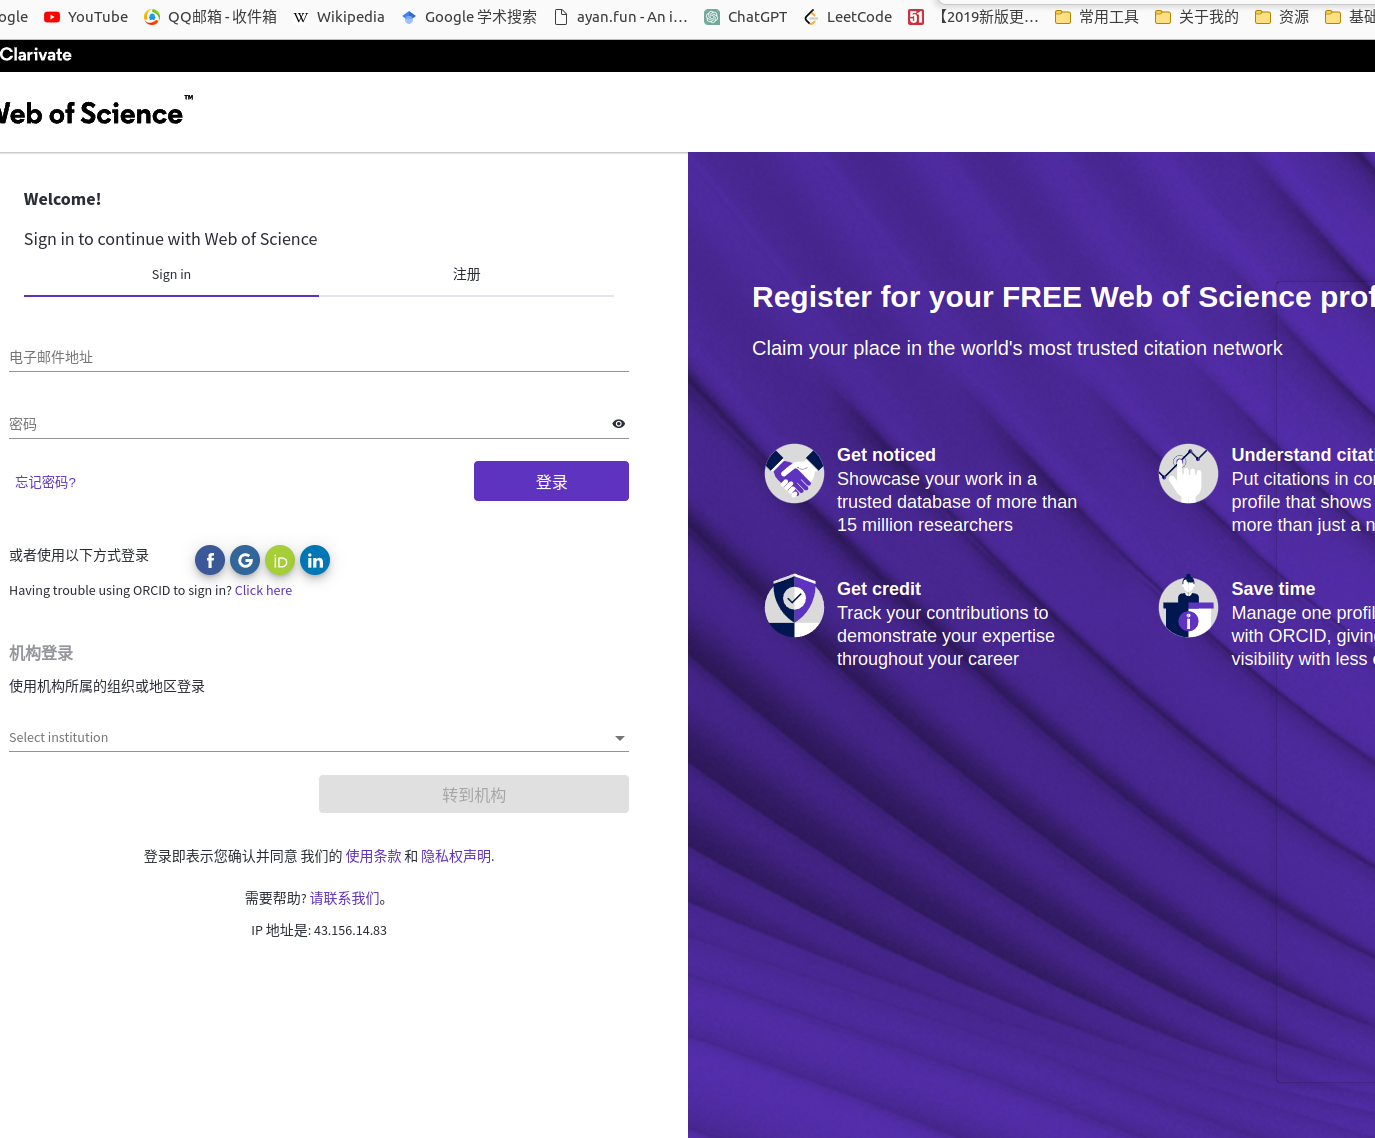 ogle YouTube QQ邮箱 - 收件箱 Wikipedia Google 学术搜索 ayan.fun - An i... ChatGPT LeetCode 【2019新版更... 常用工具 关于我的 资源 基础
Clarivate
Web of Science™
Welcome!
Sign in to continue with Web of Science
Sign in 注册
电子邮件地址
密码
忘记密码?
登录
或者使用以下方式登录
f G iD in
Having trouble using ORCID to sign in? Click here
机构登录
使用机构所属的组织或地区登录
Select institution
转到机构
登录即表示您确认并同意 我们的 使用条款 和 隐私权声明.
需要帮助? 请联系我们。
IP 地址是: 43.156.14.83
Register for your FREE Web of Science prof
Claim your place in the world's most trusted citation network
Get noticed
Showcase your work in a
trusted database of more than
15 million researchers
Understand citati
Put citations in con
profile that shows
more than just a n
Get credit
Track your contributions to
demonstrate your expertise
throughout your career
Save time
Manage one profil
with ORCID, giving
visibility with less